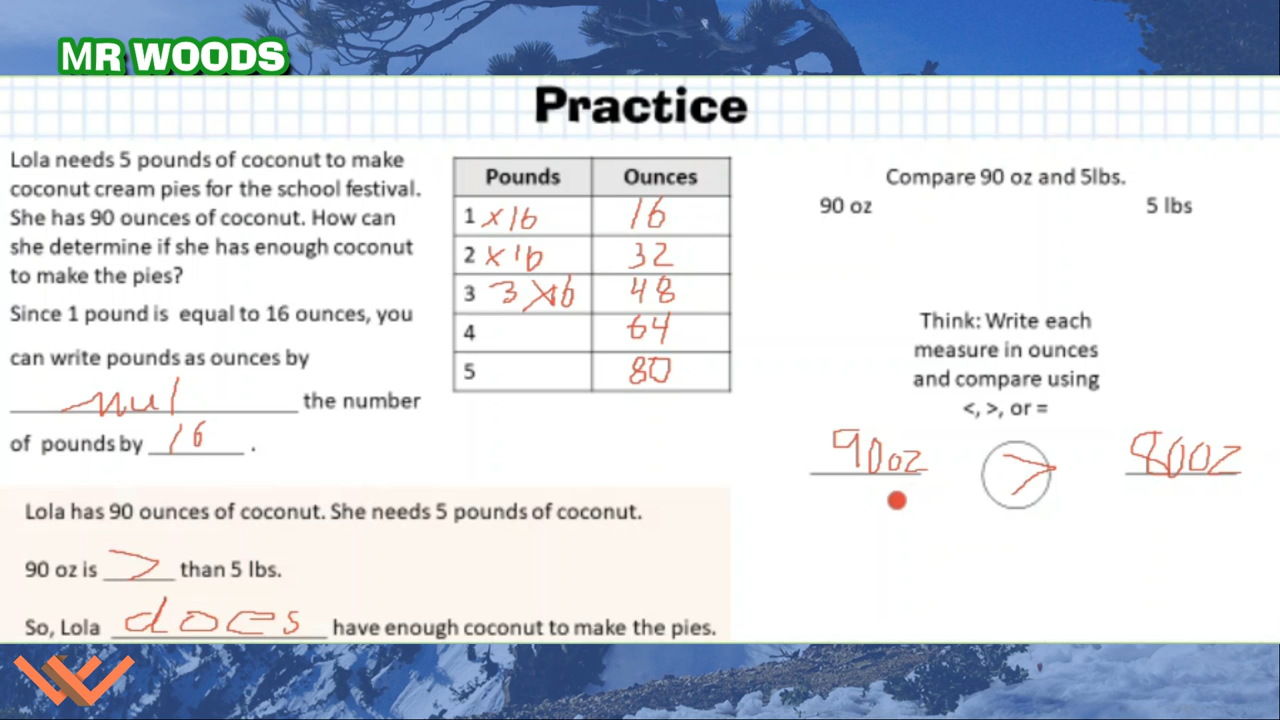 MR WOODS
Practice
Lola needs 5 pounds of coconut to make
coconut cream pies for the school festival.
She has 90 ounces of coconut. How can
she determine if she has enough coconut
to make the pies?
Since 1 pound is equal to 16 ounces, you
can write pounds as ounces by
mul the number
of pounds by 16 .
Pounds Ounces
1 ×16 16
2 ×16 32
3 3 ×16 48
4 64
5 80
Compare 90 oz and 5lbs.
90 oz 5 lbs
Think: Write each
measure in ounces
and compare using
<, >, or =
90oz > 80oz
Lola has 90 ounces of coconut. She needs 5 pounds of coconut.
90 oz is > than 5 lbs.
So, Lola does have enough coconut to make the pies.